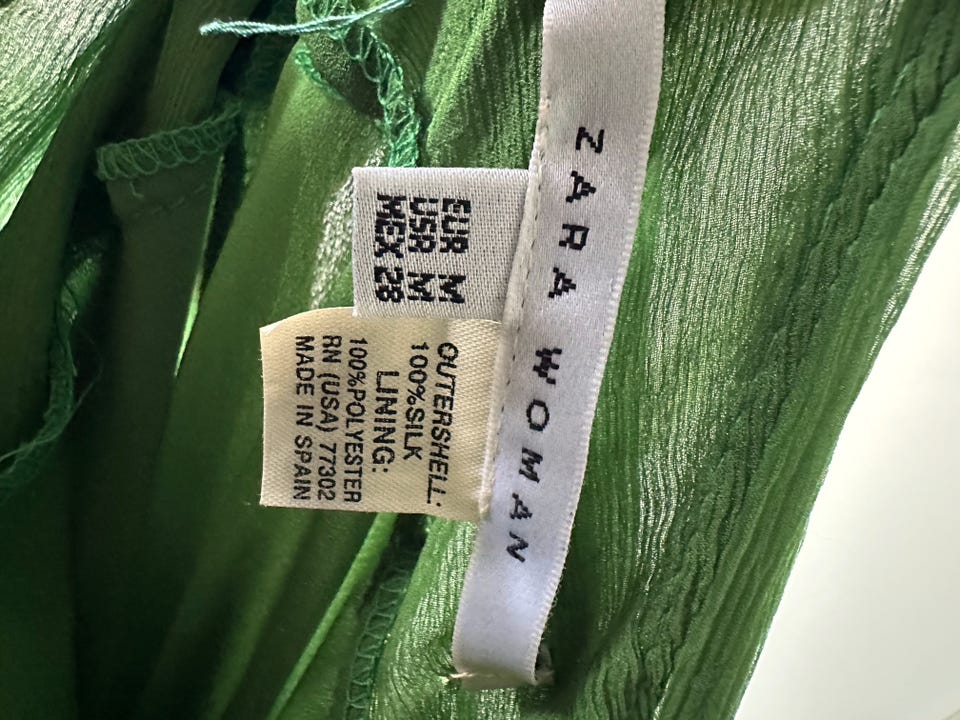 ZARA WOMAN
EUR M
USA M
MEX 28
OUTERSHELL:
100%SILK
LINING:
100%POLYESTER
RN (USA) 77302
MADE IN SPAIN